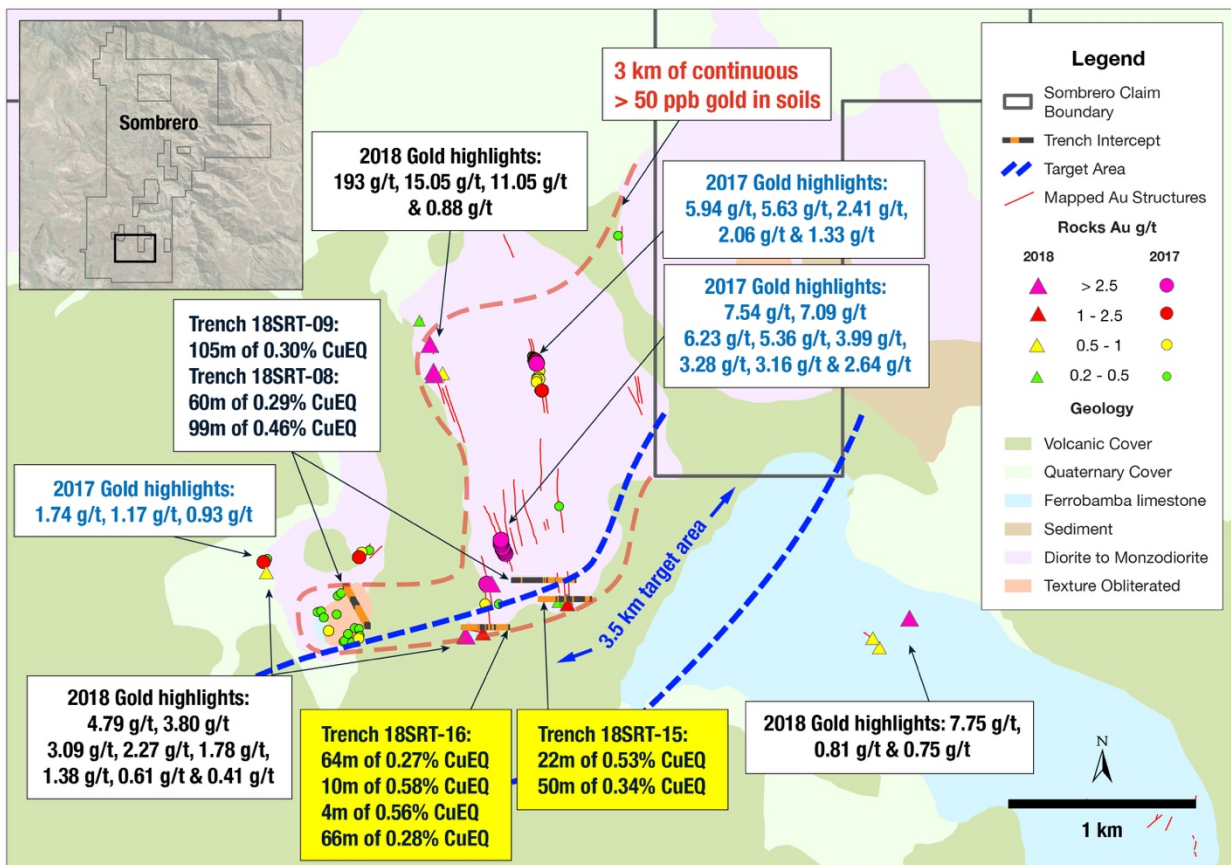 Sombrero
3 km of continuous
> 50 ppb gold in soils
2018 Gold highlights:
193 g/t, 15.05 g/t, 11.05 g/t
& 0.88 g/t
2017 Gold highlights:
5.94 g/t, 5.63 g/t, 2.41 g/t,
2.06 g/t & 1.33 g/t
2017 Gold highlights:
7.54 g/t, 7.09 g/t
6.23 g/t, 5.36 g/t, 3.99 g/t,
3.28 g/t, 3.16 g/t & 2.64 g/t
Trench 18SRT-09:
105m of 0.30% CuEQ
Trench 18SRT-08:
60m of 0.29% CuEQ
99m of 0.46% CuEQ
2017 Gold highlights:
1.74 g/t, 1.17 g/t, 0.93 g/t
3.5 km target area
2018 Gold highlights:
4.79 g/t, 3.80 g/t
3.09 g/t, 2.27 g/t, 1.78 g/t,
1.38 g/t, 0.61 g/t & 0.41 g/t
Trench 18SRT-16:
64m of 0.27% CuEQ
10m of 0.58% CuEQ
4m of 0.56% CuEQ
66m of 0.28% CuEQ
Trench 18SRT-15:
22m of 0.53% CuEQ
50m of 0.34% CuEQ
2018 Gold highlights: 7.75 g/t,
0.81 g/t & 0.75 g/t
Legend
Sombrero Claim
Boundary
Trench Intercept
Target Area
Mapped Au Structures
Rocks Au g/t
2018 2017
> 2.5
1 - 2.5
0.5 - 1
0.2 - 0.5
Geology
Volcanic Cover
Quaternary Cover
Ferrobamba limestone
Sediment
Diorite to Monzodiorite
Texture Obliterated
N
1 km